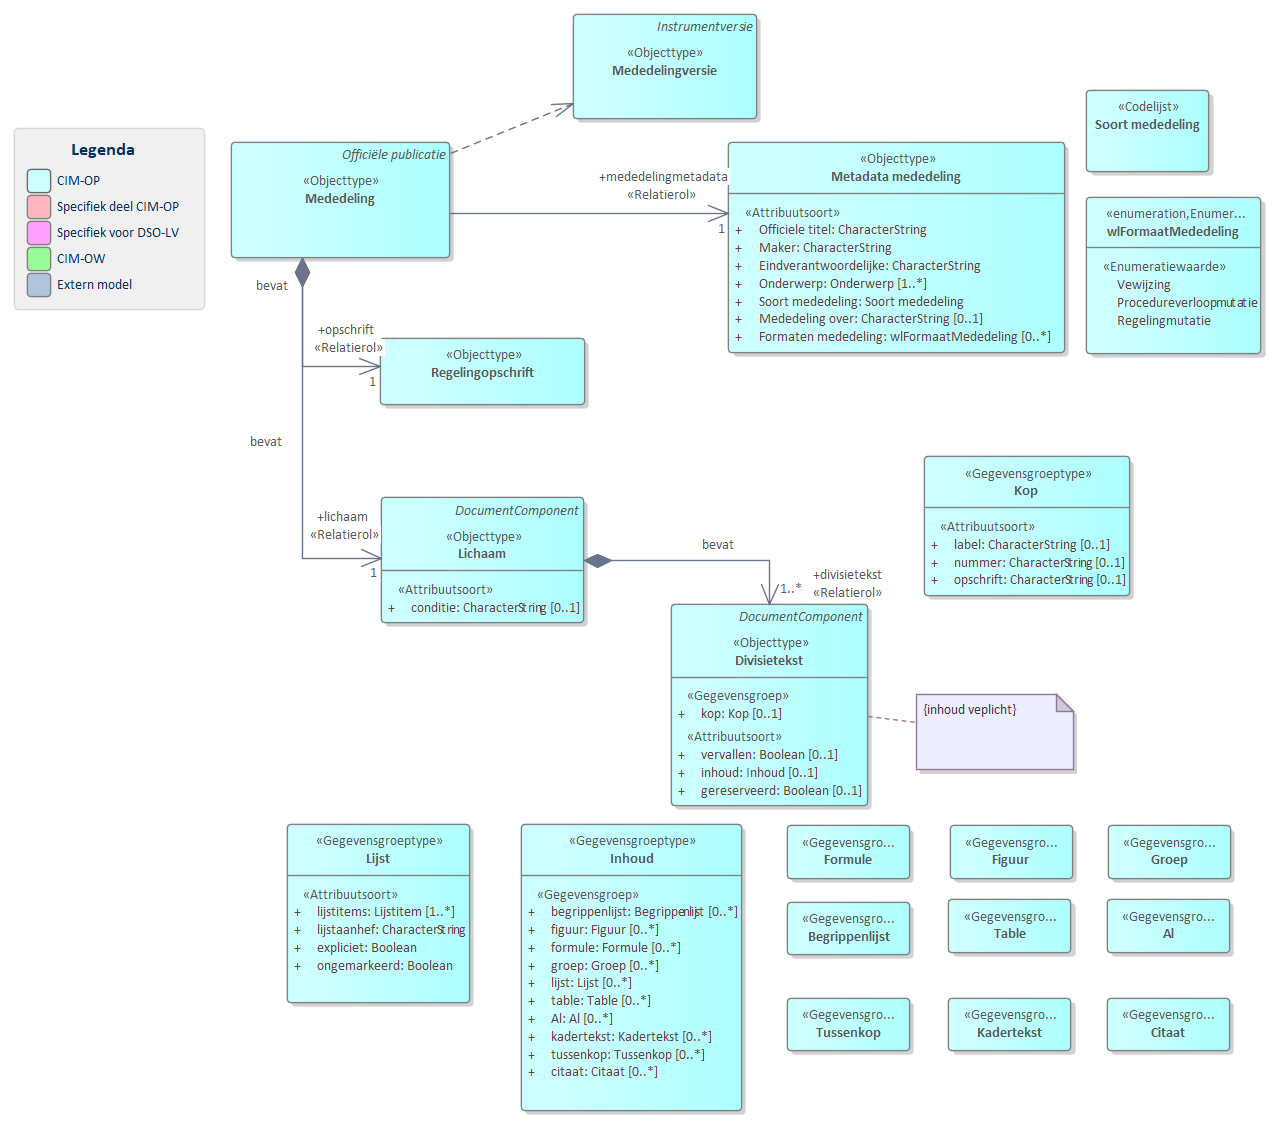 Instrumentversie
«Objecttype»
Mededelingversie
«Codelijst»
Soort mededeling
Legenda
CIM-OP
Specifiek deel CIM-OP
Specifiek voor DSO-LV
CIM-OW
Extern model
Officiële publicatie
«Objecttype»
Mededeling
+mededelingmetadata
«Relatierol»
1
«Objecttype»
Metadata mededeling
«Attribuutsoort»
+ Officiele titel: CharacterString
+ Maker: CharacterString
+ Eindverantwoordelijke: CharacterString
+ Onderwerp: Onderwerp [1..*]
+ Soort mededeling: Soort mededeling
+ Mededeling over: CharacterString [0..1]
+ Formaten mededeling: wlFormaatMededeling [0..*]
«enumeration,Enumer...
wlFormaatMededeling
«Enumeratiewaarde»
Vewijzing
Procedureverloopmutatie
Regelingmutatie
bevat
+opschrift
«Relatierol»
1
«Objecttype»
Regelingopschrift
bevat
+lichaam
«Relatierol»
1
DocumentComponent
«Objecttype»
Lichaam
«Attribuutsoort»
+ conditie: CharacterString [0..1]
bevat
1..*
+divisietekst
«Relatierol»
«Gegevensgroeptype»
Kop
«Attribuutsoort»
+ label: CharacterString [0..1]
+ nummer: CharacterString [0..1]
+ opschrift: CharacterString [0..1]
DocumentComponent
«Objecttype»
Divisietekst
«Gegevensgroep»
+ kop: Kop [0..1]
«Attribuutsoort»
+ vervallen: Boolean [0..1]
+ inhoud: Inhoud [0..1]
+ gereserveerd: Boolean [0..1]
{inhoud veplicht}
«Gegevensgroeptype»
Lijst
«Attribuutsoort»
+ lijstitems: Lijstitem [1..*]
+ lijstaanhef: CharacterString
+ expliciet: Boolean
+ ongemarkeerd: Boolean
«Gegevensgroeptype»
Inhoud
«Gegevensgroep»
+ begrippenlijst: Begrippenlijst [0..*]
+ figuur: Figuur [0..*]
+ formule: Formule [0..*]
+ groep: Groep [0..*]
+ lijst: Lijst [0..*]
+ table: Table [0..*]
+ Al: Al [0..*]
+ kadertekst: Kadertekst [0..*]
+ tussenkop: Tussenkop [0..*]
+ citaat: Citaat [0..*]
«Gegevensgro...
Formule
«Gegevensgro...
Figuur
«Gegevensgro...
Groep
«Gegevensgro...
Begrippenlijst
«Gegevensgro...
Table
«Gegevensgro...
Al
«Gegevensgro...
Tussenkop
«Gegevensgro...
Kadertekst
«Gegevensgro...
Citaat